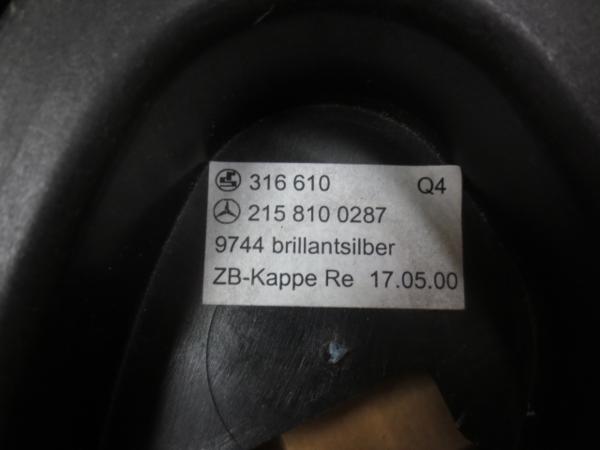 316 610 Q4
215 810 0287
9744 brillantsilber
ZB-Kappe Re 17.05.00